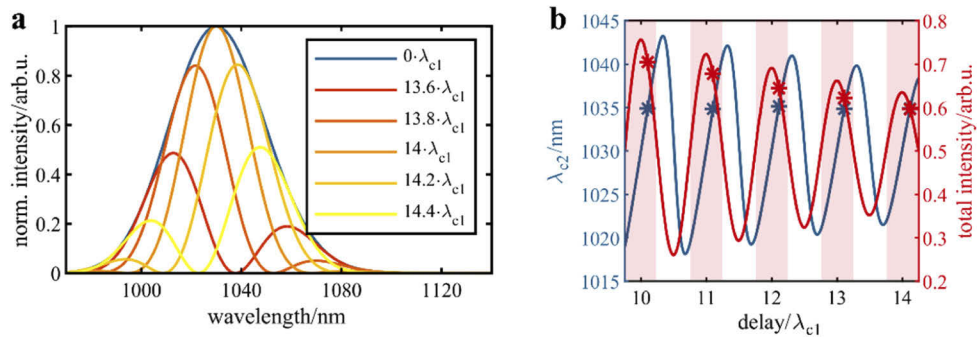 a
norm. intensity/arb.u.
1
0.8
0.6
0.4
0.2
0
1000
1040
1080
1120
wavelength/nm
0·λc1
13.6·λc1
13.8·λc1
14·λc1
14.2·λc1
14.4·λc1
b
λc2/nm
1045
1040
1035
1030
1025
1020
1015
10
11
12
13
14
delay/λc1
0.8
0.7
0.6
0.5
0.4
0.3
0.2
total intensity/arb.u.